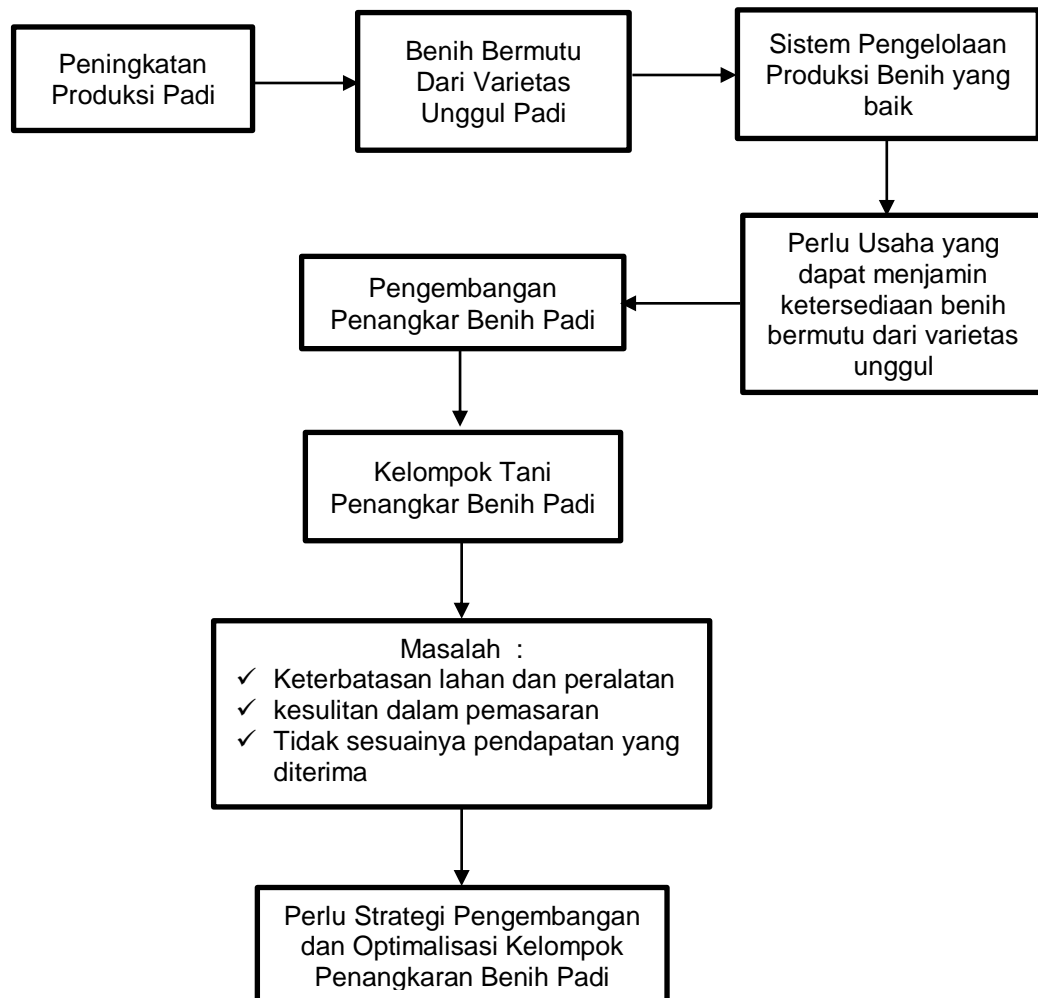 Peningkatan
Produksi Padi
Benih Bermutu
Dari Varietas
Unggul Padi
Sistem Pengelolaan
Produksi Benih yang
baik
Perlu Usaha yang
dapat menjamin
ketersediaan benih
bermutu dari varietas
unggul
Pengembangan
Penangkar Benih Padi
Kelompok Tani
Penangkar Benih Padi
Masalah :
✓ Keterbatasan lahan dan peralatan
✓ kesulitan dalam pemasaran
✓ Tidak sesuainya pendapatan yang
diterima
Perlu Strategi Pengembangan
dan Optimalisasi Kelompok
Penangkaran Benih Padi